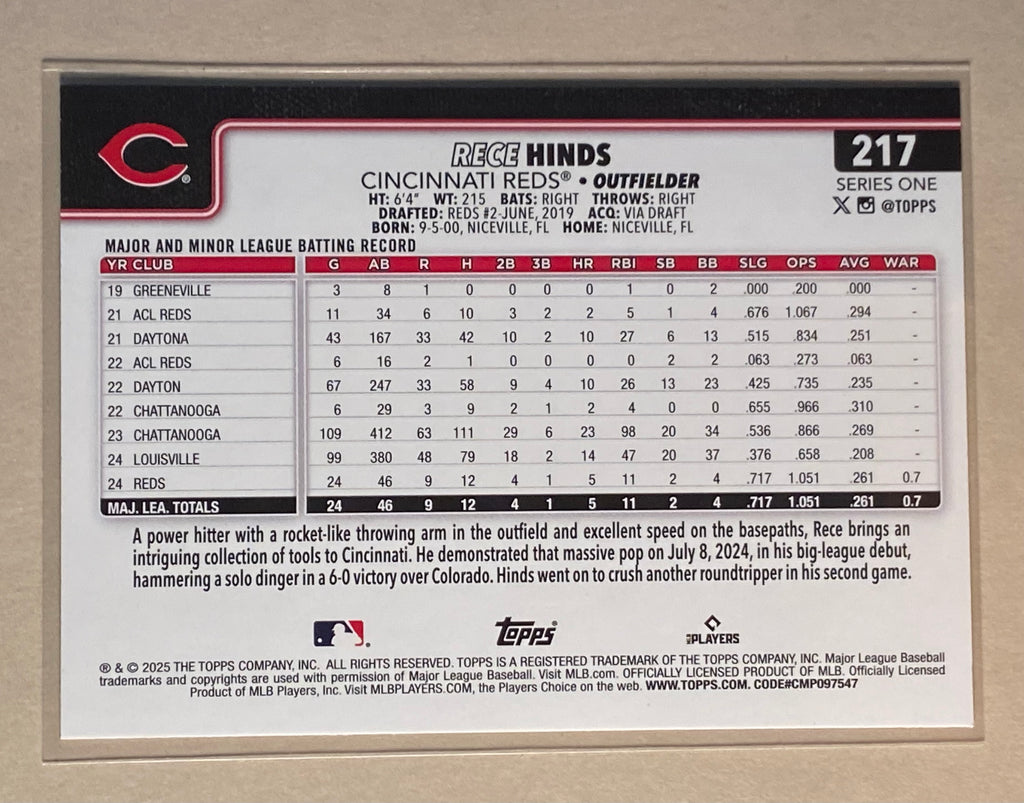 RECE HINDS
217
CINCINNATI REDS® • OUTFIELDER
SERIES ONE
HT: 6'4" WT: 215 BATS: RIGHT THROWS: RIGHT
@TOPPS
DRAFTED: REDS #2-JUNE, 2019 ACQ: VIA DRAFT
BORN: 9-5-00, NICEVILLE, FL HOME: NICEVILLE, FL
MAJOR AND MINOR LEAGUE BATTING RECORD
YR CLUB G AB R H 2B 3B HR RBI SB BB SLG OPS AVG WAR
19 GREENEVILLE 3 8 1 0 0 0 0 1 0 2 .000 .200 .000 -
21 ACL REDS 11 34 6 10 3 2 2 5 1 4 .676 1.067 .294 -
21 DAYTONA 43 167 33 42 10 2 10 27 6 13 .515 .834 .251 -
22 ACL REDS 6 16 2 1 0 0 0 0 2 2 .063 .273 .063 -
22 DAYTON 67 247 33 58 9 4 10 26 13 23 .425 .735 .235 -
22 CHATTANOOGA 6 29 3 9 2 1 2 4 0 0 .655 .966 .310 -
23 CHATTANOOGA 109 412 63 111 29 6 23 98 20 34 .536 .866 .269 -
24 LOUISVILLE 99 380 48 79 18 2 14 47 20 37 .376 .658 .208 -
24 REDS 24 46 9 12 4 1 5 11 2 4 .717 1.051 .261 0.7
MAJ. LEA. TOTALS 24 46 9 12 4 1 5 11 2 4 .717 1.051 .261 0.7
A power hitter with a rocket-like throwing arm in the outfield and excellent speed on the basepaths, Rece brings an
intriguing collection of tools to Cincinnati. He demonstrated that massive pop on July 8, 2024, in his big-league debut,
hammering a solo dinger in a 6-0 victory over Colorado. Hinds went on to crush another roundtripper in his second game.
Topps®
MLB PLAYERS
® & © 2025 THE TOPPS COMPANY, INC. ALL RIGHTS RESERVED. TOPPS IS A REGISTERED TRADEMARK OF THE TOPPS COMPANY, INC. Major League Baseball
trademarks and copyrights are used with permission of Major League Baseball. Visit MLB.com. OFFICIALLY LICENSED PRODUCT OF MLB. Officially Licensed
Product of MLB Players, Inc. Visit MLBPLAYERS.COM, the Players Choice on the web. WWW.TOPPS.COM. CODE#CMP097547